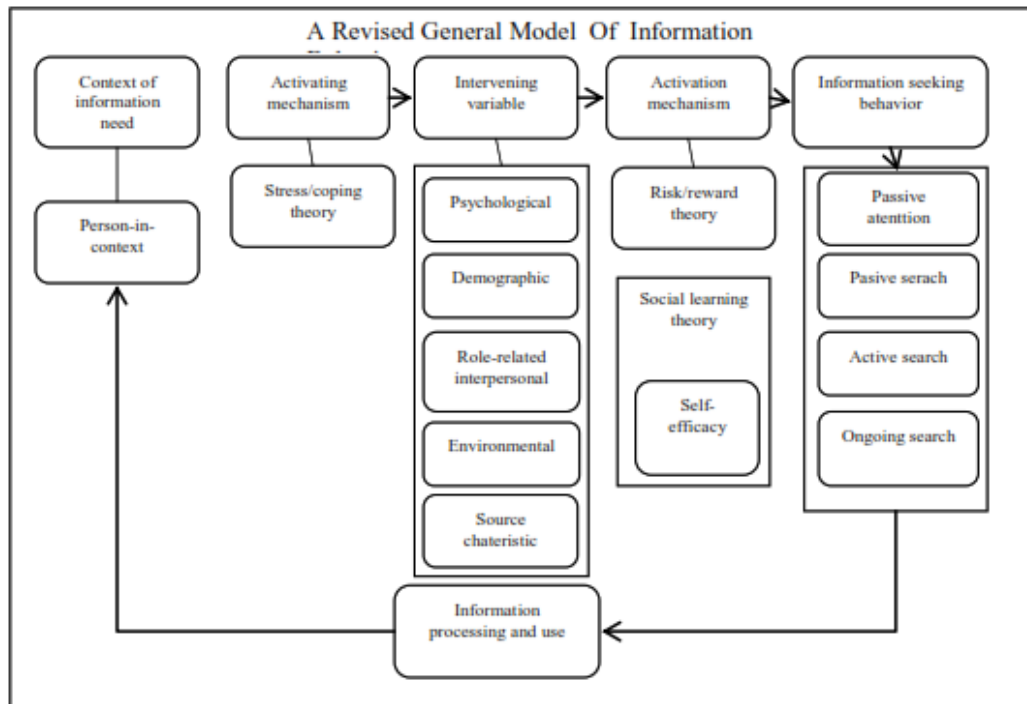 A Revised General Model Of Information
Context of
information
need
Activating
mechanism
Intervening
variable
Activation
mechanism
Information seeking
behavior
Person-in-
context
Stress/coping
theory
Psychological
Demographic
Role-related
interpersonal
Environmental
Source
chateristic
Risk/reward
theory
Social learning
theory
Self-
efficacy
Passive
atenttion
Pasive serach
Active search
Ongoing search
Information
processing and use